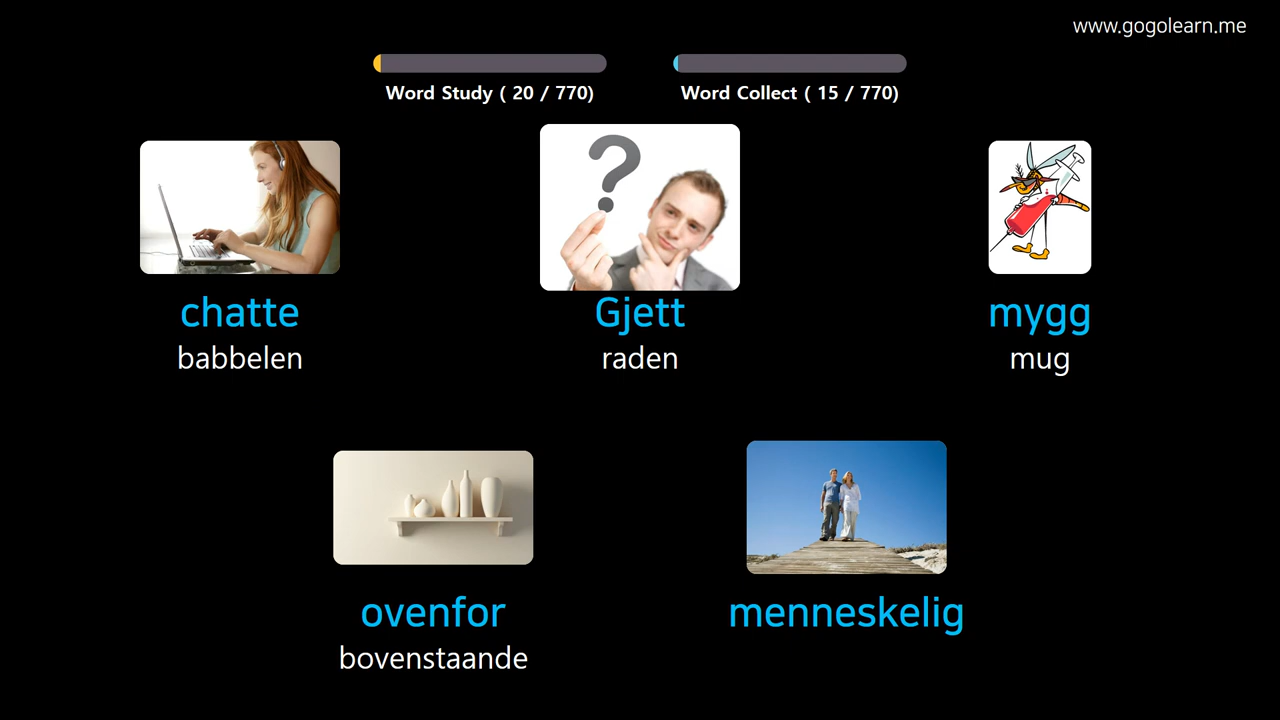 www.gogolearn.me
Word Study ( 20 / 770)
Word Collect ( 15 / 770)
chatte
babbelen
Gjett
raden
mygg
mug
ovenfor
bovenstaande
menneskelig